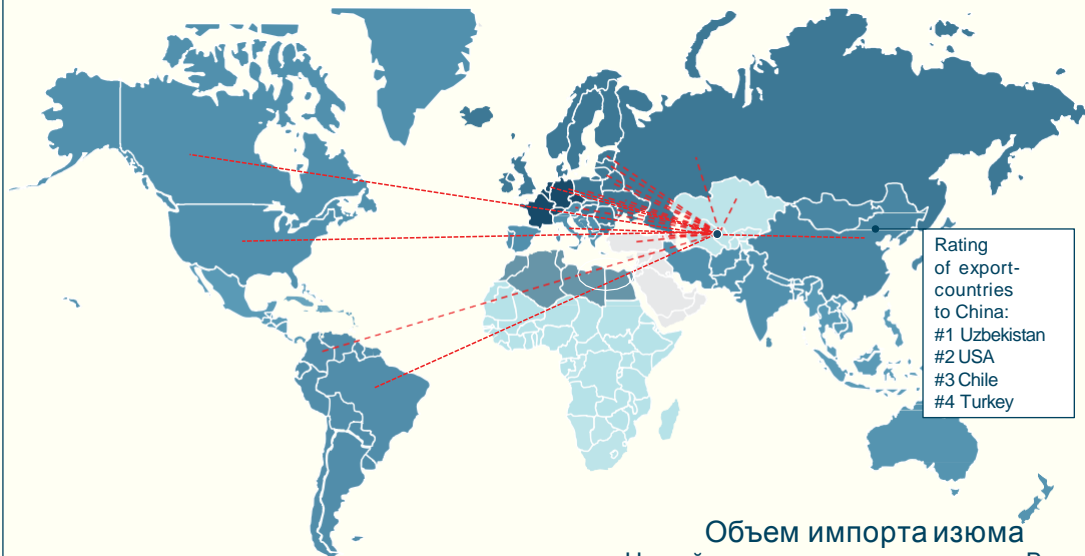 Rating
of export-
countries
to China:
#1 Uzbekistan
#2 USA
#3 Chile
#4 Turkey
Объем импорта изюма